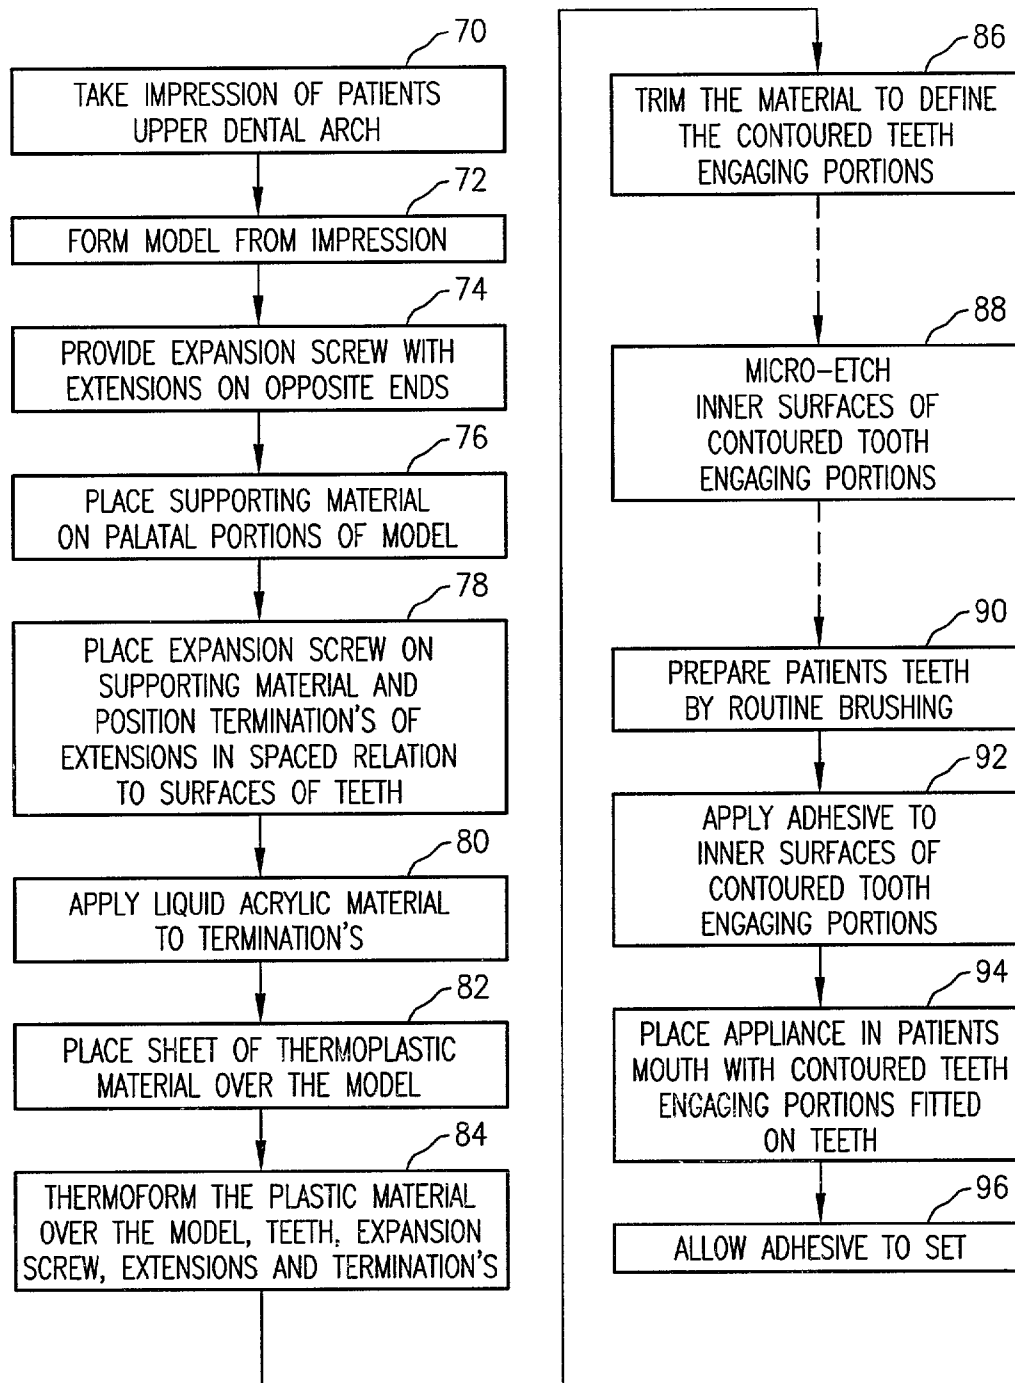 70
TAKE IMPRESSION OF PATIENTS
UPPER DENTAL ARCH
72
FORM MODEL FROM IMPRESSION
74
PROVIDE EXPANSION SCREW WITH
EXTENSIONS ON OPPOSITE ENDS
76
PLACE SUPPORTING MATERIAL
ON PALATAL PORTIONS OF MODEL
78
PLACE EXPANSION SCREW ON
SUPPORTING MATERIAL AND
POSITION TERMINATION'S OF
EXTENSIONS IN SPACED RELATION
TO SURFACES OF TEETH
80
APPLY LIQUID ACRYLIC MATERIAL
TO TERMINATION'S
82
PLACE SHEET OF THERMOPLASTIC
MATERIAL OVER THE MODEL
84
THERMOFORM THE PLASTIC MATERIAL
OVER THE MODEL, TEETH, EXPANSION
SCREW, EXTENSIONS AND TERMINATION'S
86
TRIM THE MATERIAL TO DEFINE
THE CONTOURED TEETH
ENGAGING PORTIONS
88
MICRO-ETCH
INNER SURFACES OF
CONTOURED TOOTH
ENGAGING PORTIONS
90
PREPARE PATIENTS TEETH
BY ROUTINE BRUSHING
92
APPLY ADHESIVE TO
INNER SURFACES OF
CONTOURED TOOTH
ENGAGING PORTIONS
94
PLACE APPLIANCE IN PATIENTS
MOUTH WITH CONTOURED TEETH
ENGAGING PORTIONS FITTED
ON TEETH
96
ALLOW ADHESIVE TO SET